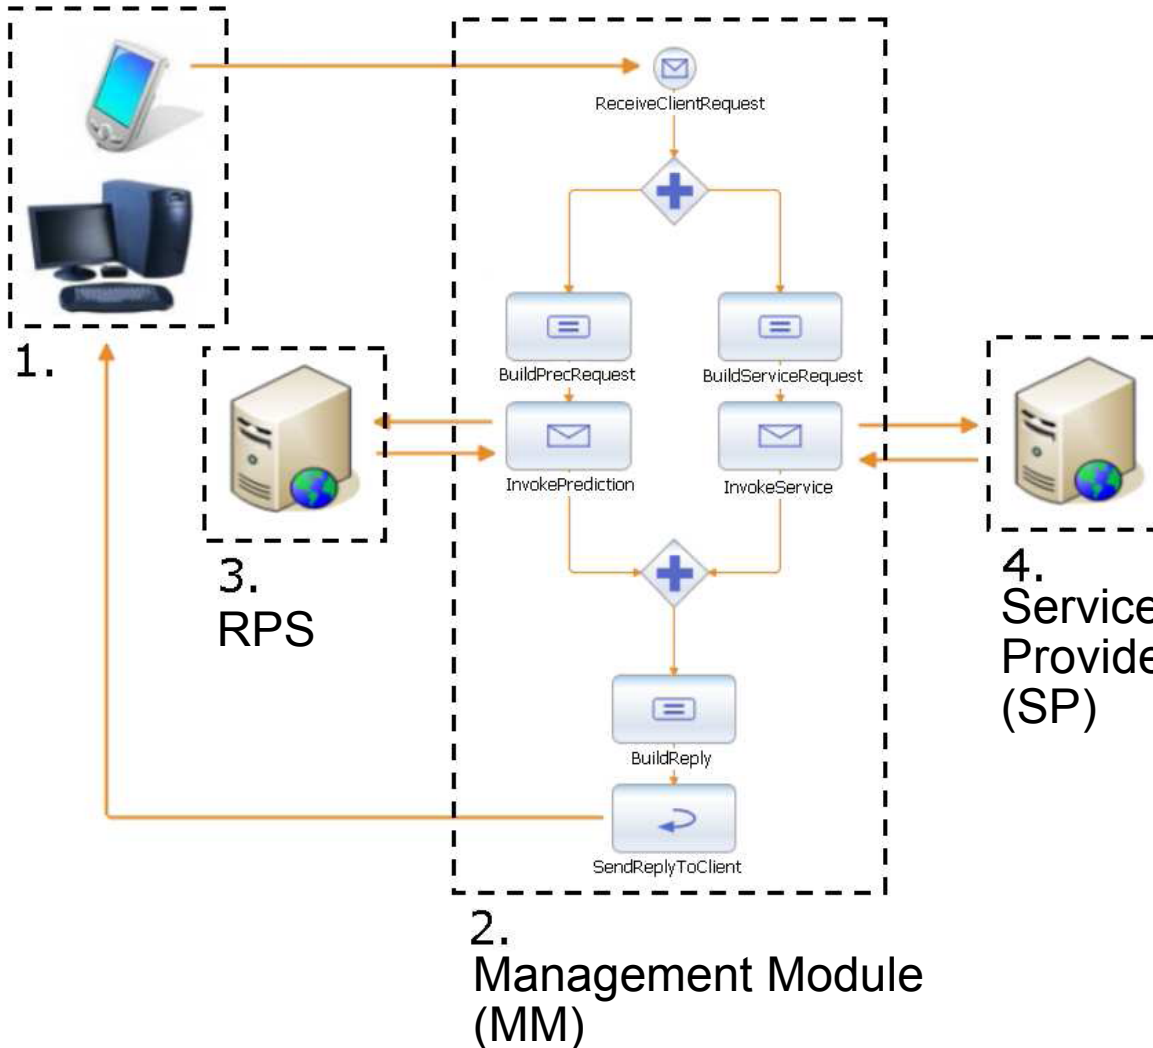 ReceiveClientRequest
BuildPrecRequest
BuildServiceRequest
1.
InvokePrediction
InvokeService
3.
RPS
4.
Service
Provide
(SP)
BuildReply
SendReplyToClient
2.
Management Module
(MM)